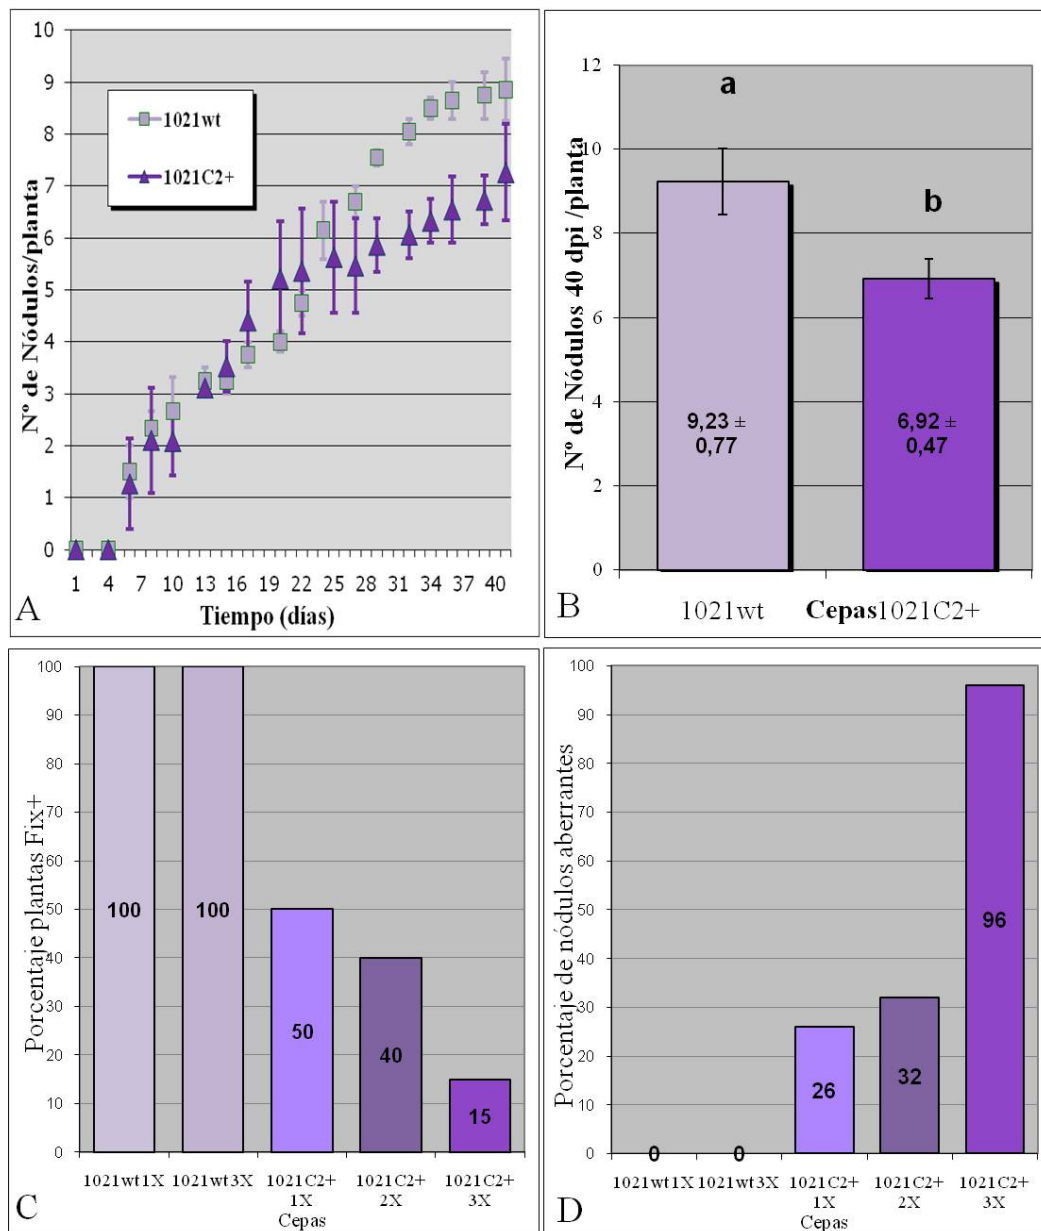 10
9
8
7
6
5
4
3
2
1
0
Nº de Nódulos/planta
1021wt
1021C2+
1 4 7 10 13 16 19 22 25 28 31 34 37 40
Tiempo (días)
A
12
10
8
6
4
2
0
Nº de Nódulos 40 dpi /planta
a
b
9,23 ±
0,77
6,92 ±
0,47
1021wt Cepas 1021C2+
B
100
90
80
70
60
50
40
30
20
10
0
Porcentaje plantas Fix+
100 100 50 40 15
1021wt1X 1021wt3X 1021C2+ 1021C2+ 1021C2+
1X 2X 3X
Cepas
C
100
90
80
70
60
50
40
30
20
10
0
Porcentaje de nódulos aberrantes
0 0 26 32 96
1021wt1X 1021wt3X 1021C2+ 1021C2+ 1021C2+
1X 2X 3X
Cepas
D